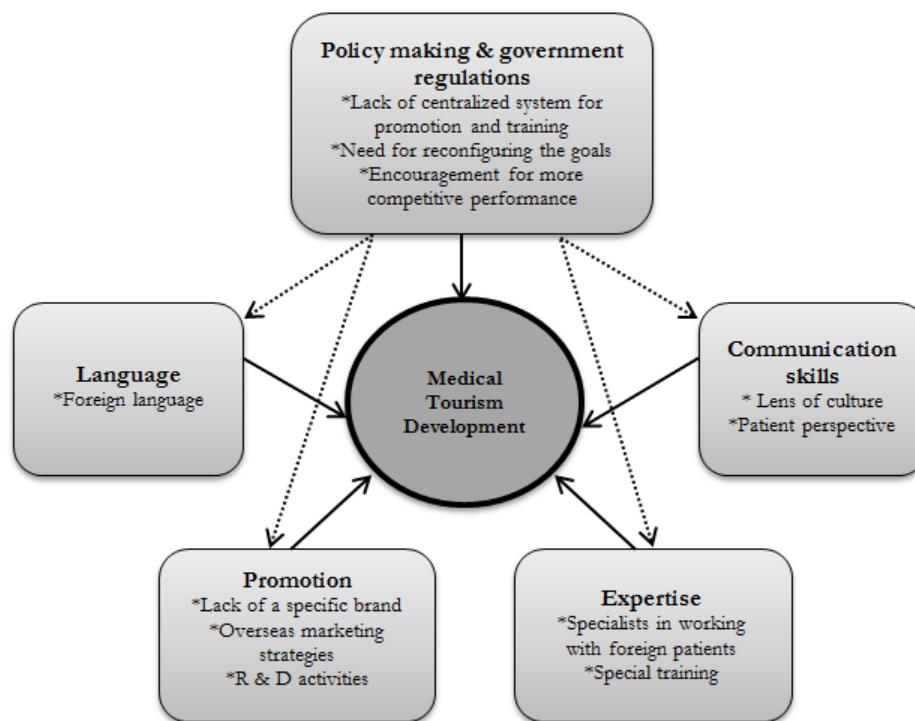 Policy making & government
regulations
*Lack of centralized system for
promotion and training
*Need for reconfiguring the goals
*Encouragement for more
competitive performance
Language
*Foreign language
Medical
Tourism
Development
Communication
skills
* Lens of culture
*Patient perspective
Promotion
*Lack of a specific brand
*Overseas marketing
strategies
*R & D activities
Expertise
*Specialists in working
with foreign patients
*Special training